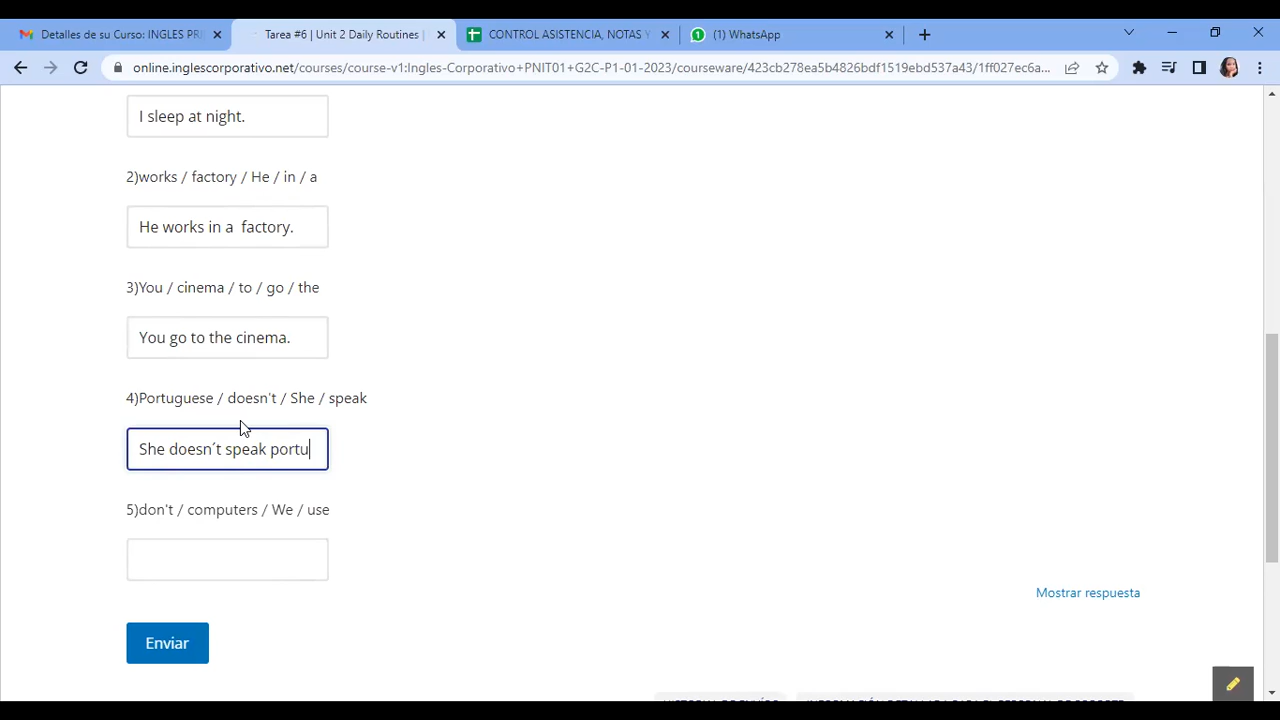 Detalles de su Curso: INGLES PRI
Tarea #6 | Unit 2 Daily Routines |
CONTROL ASISTENCIA, NOTAS Y
(1) WhatsApp
online.inglescorporativo.net/courses/course-v1:Ingles-Corporativo+PNIT01+G2C-P1-01-2023/courseware/423cb278ea5b4826bdf1519ebd537a43/1ff027ec6a...
I sleep at night.
2)works / factory / He / in / a
He works in a  factory.
3)You / cinema / to / go / the
You go to the cinema.
4)Portuguese / doesn't / She / speak
She doesn´t speak portu
5)don't / computers / We / use
Mostrar respuesta
Enviar